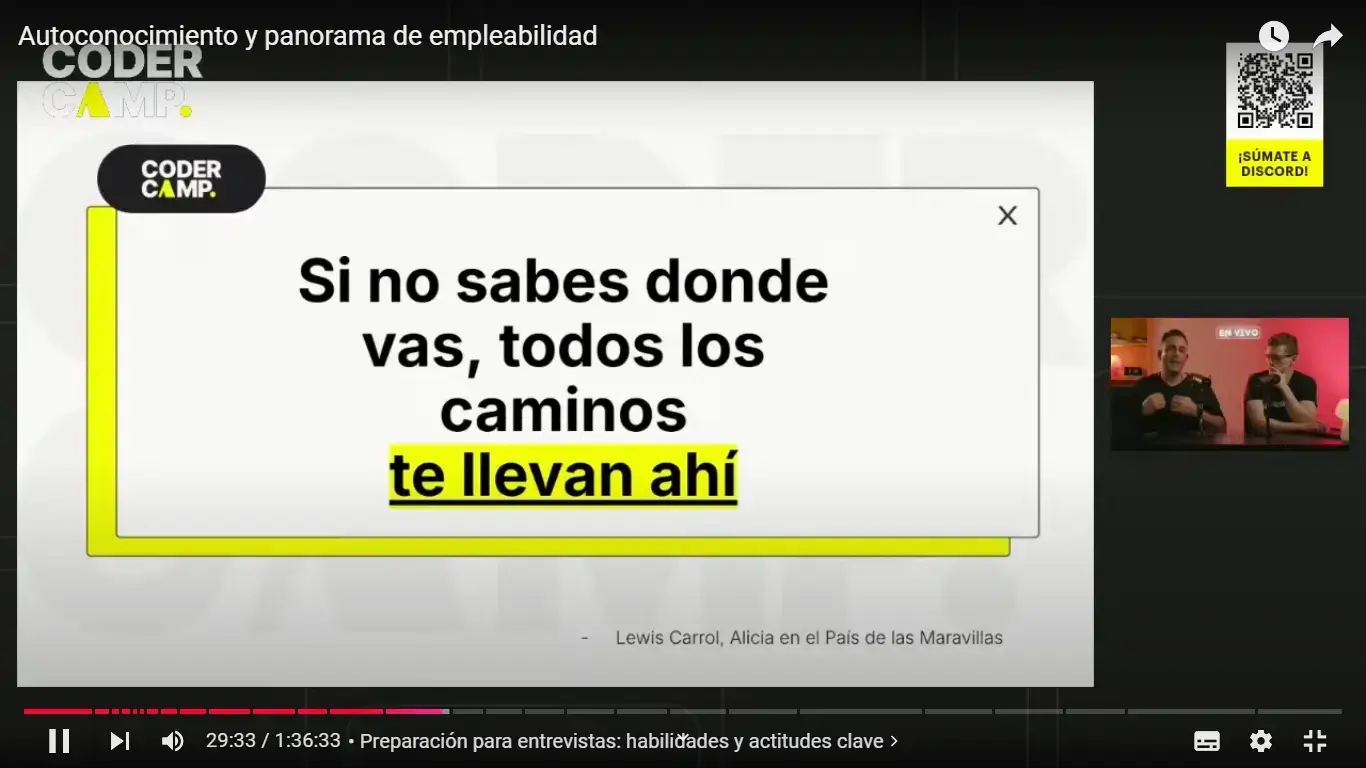 Autoconocimiento y panorama de empleabilidad
CODER
CAMP.
¡SÚMATE A
DISCORD!
CODER
CAMP.
X
Si no sabes donde
vas, todos los
caminos
te llevan ahí
- Lewis Carrol, Alicia en el País de las Maravillas
EN VIVO
29:33 / 1:36:33 • Preparación para entrevistas: habilidades y actitudes clave >